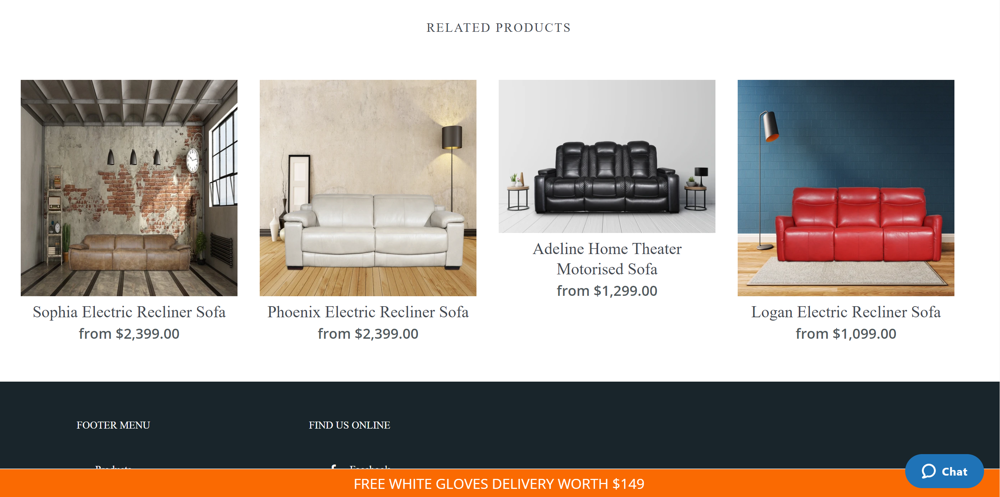 RELATED PRODUCTS
Sophia Electric Recliner Sofa
from $2,399.00
Phoenix Electric Recliner Sofa
from $2,399.00
Adeline Home Theater
Motorised Sofa
from $1,299.00
Logan Electric Recliner Sofa
from $1,099.00
FOOTER MENU
FIND US ONLINE
Products
Facebook
Chat
FREE WHITE GLOVES DELIVERY WORTH $149